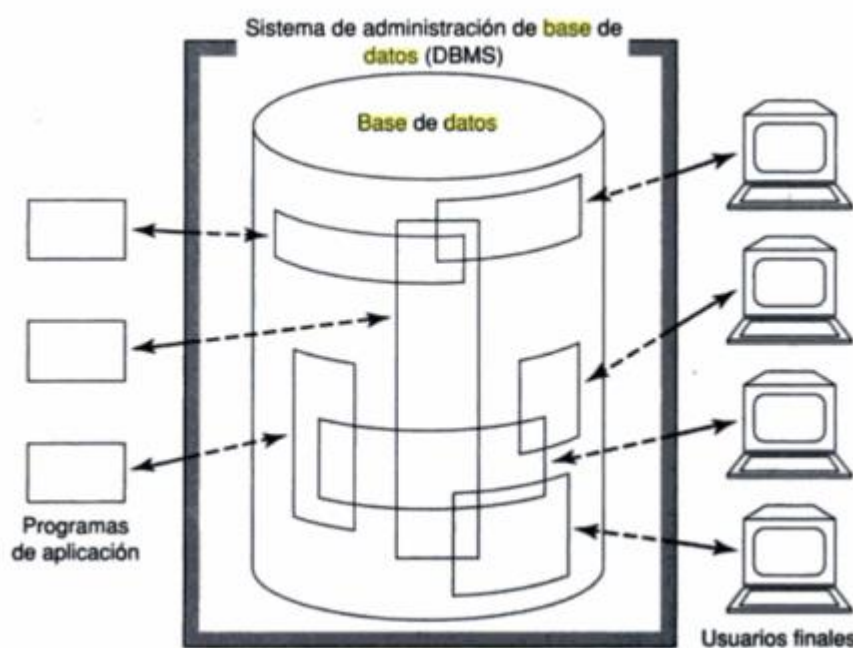 Sistema de administración de base de
datos (DBMS)
Base de datos
Programas
de aplicación
Usuarios finales